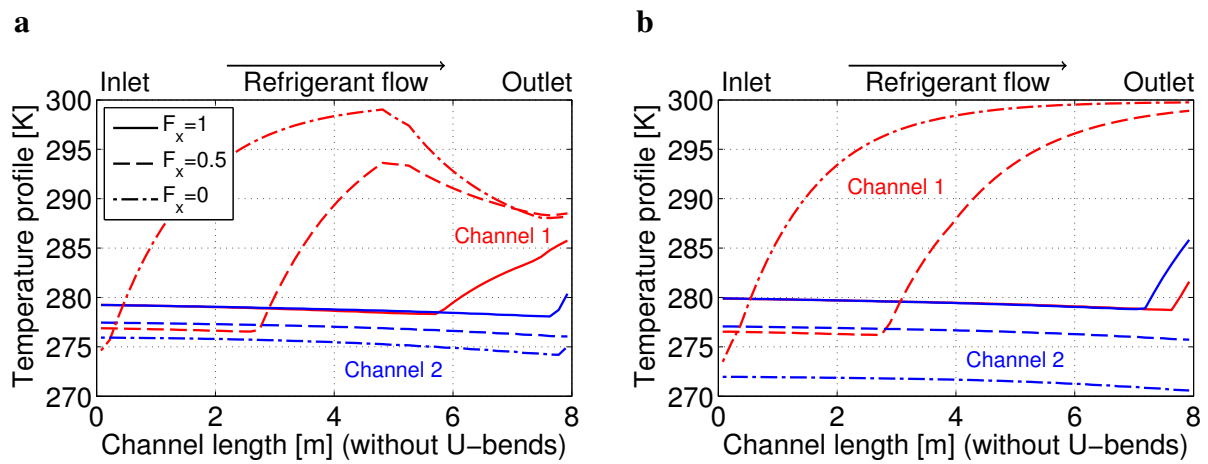 a
Inlet Refrigerant flow Outlet
Temperature profile [K]
300
295
290
285
280
275
270
F_x=1
F_x=0.5
F_x=0
Channel 1
Channel 2
0 2 4 6 8
Channel length [m] (without U−bends)
b
Inlet Refrigerant flow Outlet
Temperature profile [K]
300
295
290
285
280
275
270
Channel 1
Channel 2
0 2 4 6 8
Channel length [m] (without U−bends)